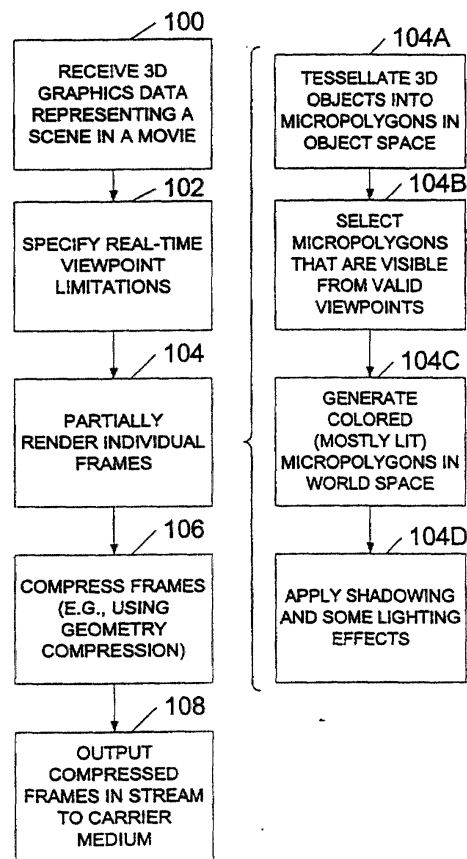 100
RECEIVE 3D
GRAPHICS DATA
REPRESENTING A
SCENE IN A MOVIE
102
SPECIFY REAL-TIME
VIEWPOINT
LIMITATIONS
104
PARTIALLY
RENDER INDIVIDUAL
FRAMES
106
COMPRESS FRAMES
(E.G., USING
GEOMETRY
COMPRESSION)
108
OUTPUT
COMPRESSED
FRAMES IN STREAM
TO CARRIER
MEDIUM
104A
TESSELLATE 3D
OBJECTS INTO
MICROPOLYGONS IN
OBJECT SPACE
104B
SELECT
MICROPOLYGONS
THAT ARE VISIBLE
FROM VALID
VIEWPOINTS
104C
GENERATE
COLORED
(MOSTLY LIT)
MICROPOLYGONS IN
WORLD SPACE
104D
APPLY SHADOWING
AND SOME LIGHTING
EFFECTS